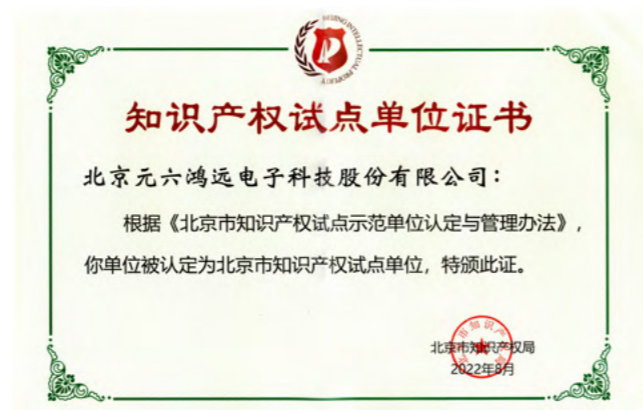 BEIJING INTELLECTUAL PROPERTY
知识产权试点单位证书
北京元六鸿远电子科技股份有限公司：
根据《北京市知识产权试点示范单位认定与管理办法》，
你单位被认定为北京市知识产权试点单位，特颁此证。
北京市知识产权局
2022年8月